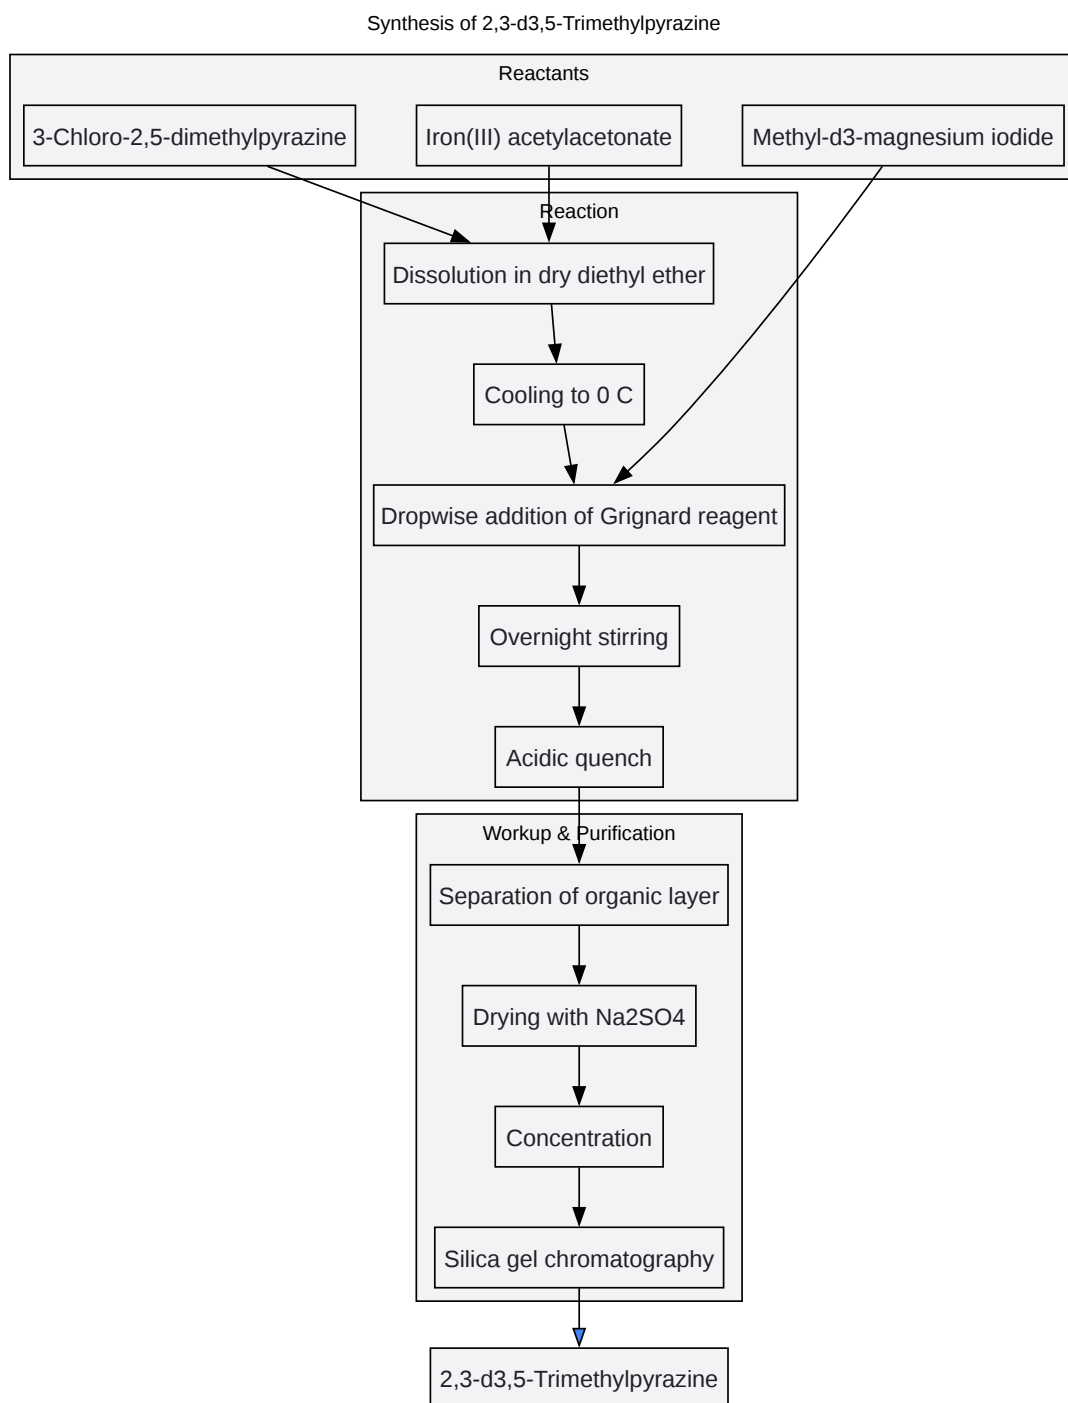 Synthesis of 2,3-d3,5-Trimethylpyrazine
Reactants
3-Chloro-2,5-dimethylpyrazine
Iron(III) acetylacetonate
Methyl-d3-magnesium iodide
Reaction
Dissolution in dry diethyl ether
Cooling to 0 C
Dropwise addition of Grignard reagent
Overnight stirring
Acidic quench
Workup & Purification
Separation of organic layer
Drying with Na2SO4
Concentration
Silica gel chromatography
2,3-d3,5-Trimethylpyrazine